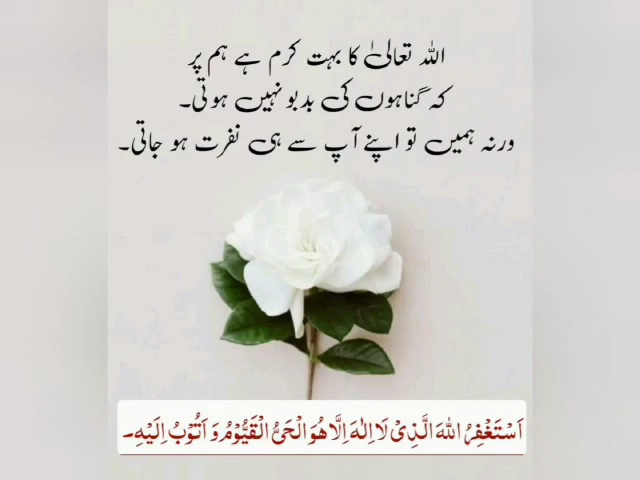 اللہ تعالیٰ کا بہت کرم ہے ہم پر
کہ گناہوں کی بدبو نہیں ہوتی۔
ورنہ ہمیں تو اپنے آپ سے ہی نفرت ہو جاتی۔
اَسْتَغْفِرُ اللهَ الَّذِیْ لَا اِلٰهَ اِلَّا هُوَ الْحَیُّ الْقَیُّوْمُ وَ اَتُوْبُ اِلَیْهِ۔